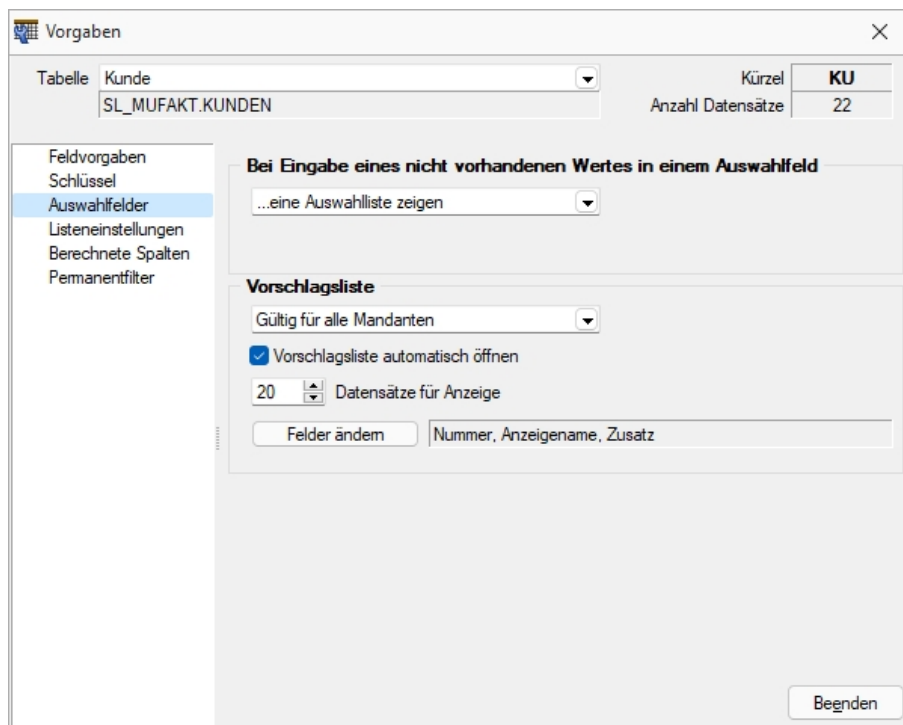 Vorgaben
Tabelle Kunde Kürzel KU
SL_MUFAKT.KUNDEN Anzahl Datensätze 22
Feldvorgaben
Schlüssel
Auswahlfelder
Listeneinstellungen
Berechnete Spalten
Permanentfilter
Bei Eingabe eines nicht vorhandenen Wertes in einem Auswahlfeld
...eine Auswahlliste zeigen
Vorschlagsliste
Gültig für alle Mandanten
Vorschlagsliste automatisch öffnen
20 Datensätze für Anzeige
Felder ändern Nummer, Anzeigename, Zusatz
Beenden